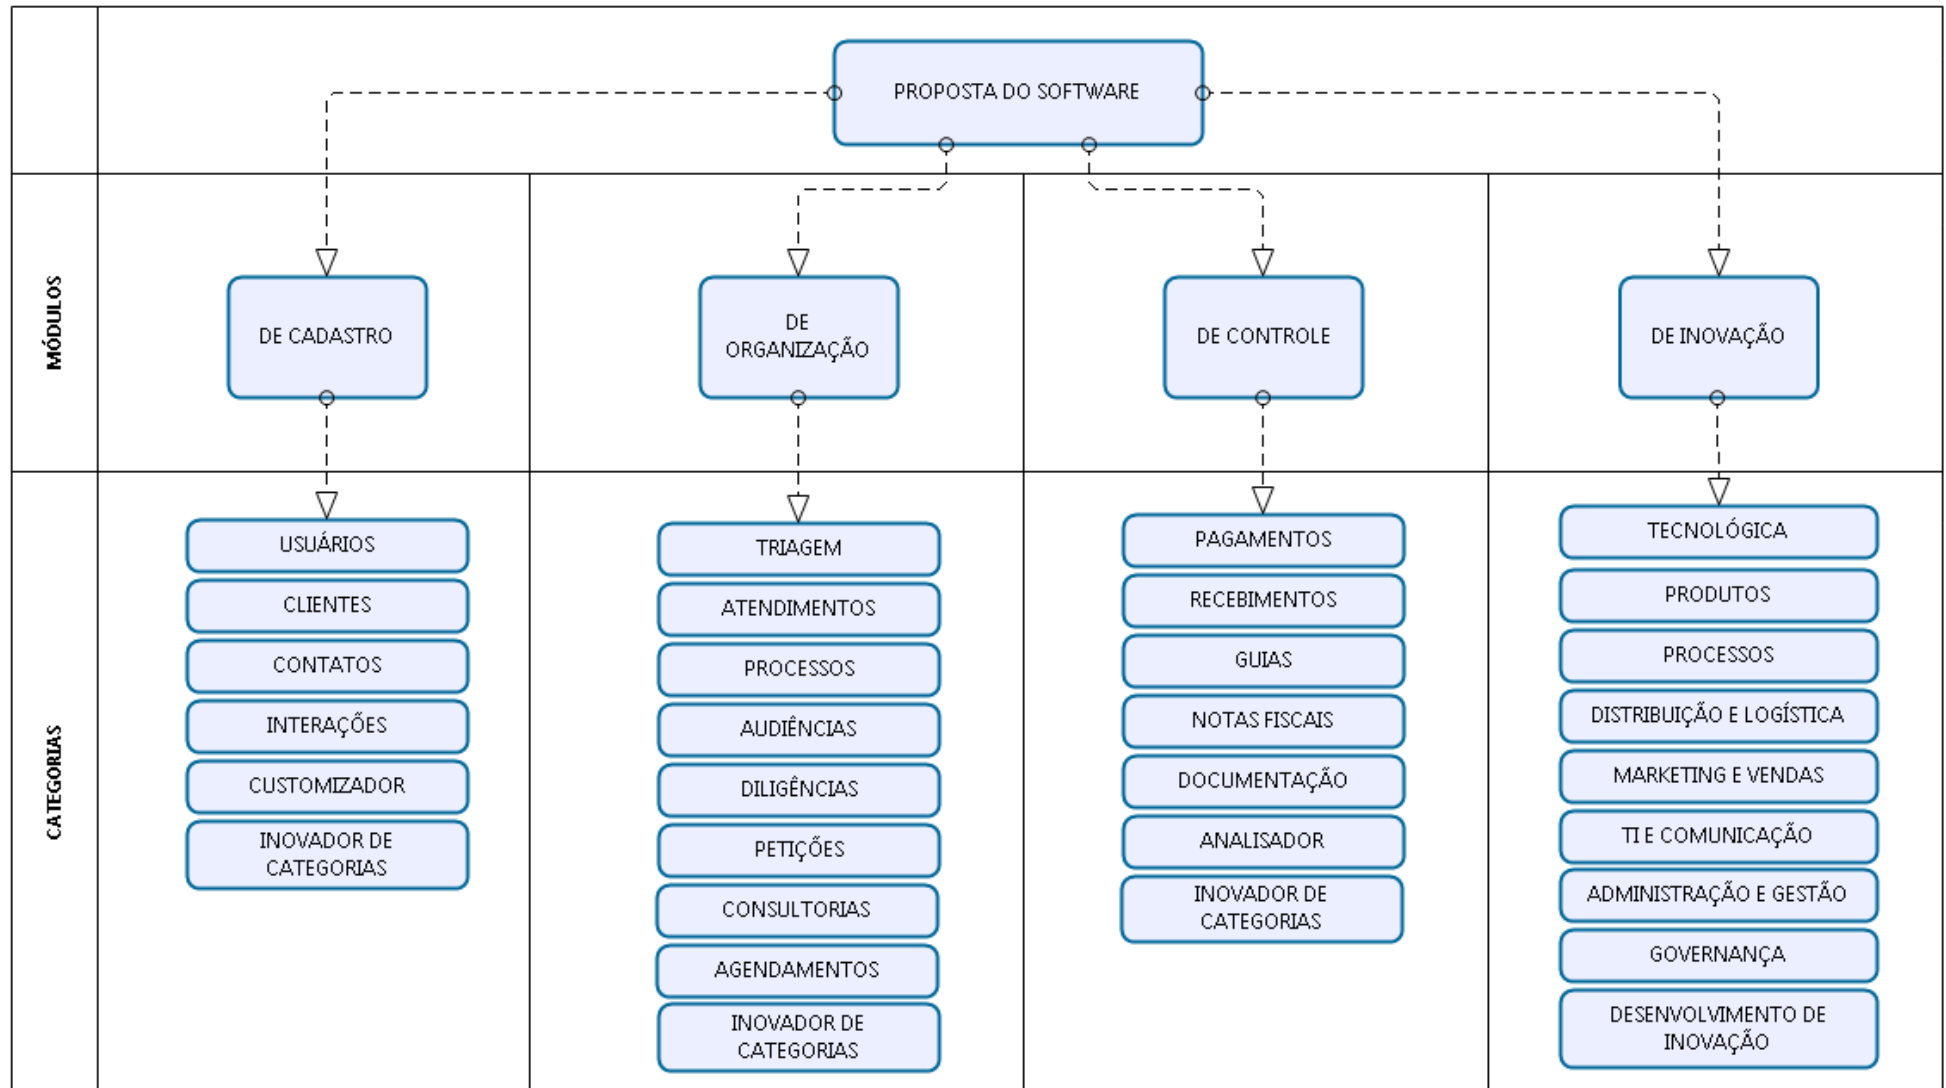 PROPOSTA DO SOFTWARE
MÓDULOS
DE CADASTRO
DE
ORGANIZAÇÃO
DE CONTROLE
DE INOVAÇÃO
CATEGORIAS
USUÁRIOS
CLIENTES
CONTATOS
INTERAÇÕES
CUSTOMIZADOR
INOVADOR DE
CATEGORIAS
TRIAGEM
ATENDIMENTOS
PROCESSOS
AUDIÊNCIAS
DILIGÊNCIAS
PETIÇÕES
CONSULTORIAS
AGENDAMENTOS
INOVADOR DE
CATEGORIAS
PAGAMENTOS
RECEBIMENTOS
GUIAS
NOTAS FISCAIS
DOCUMENTAÇÃO
ANALISADOR
INOVADOR DE
CATEGORIAS
TECNOLÓGICA
PRODUTOS
PROCESSOS
DISTRIBUIÇÃO E LOGÍSTICA
MARKETING E VENDAS
TI E COMUNICAÇÃO
ADMINISTRAÇÃO E GESTÃO
GOVERNANÇA
DESENVOLVIMENTO DE
INOVAÇÃO